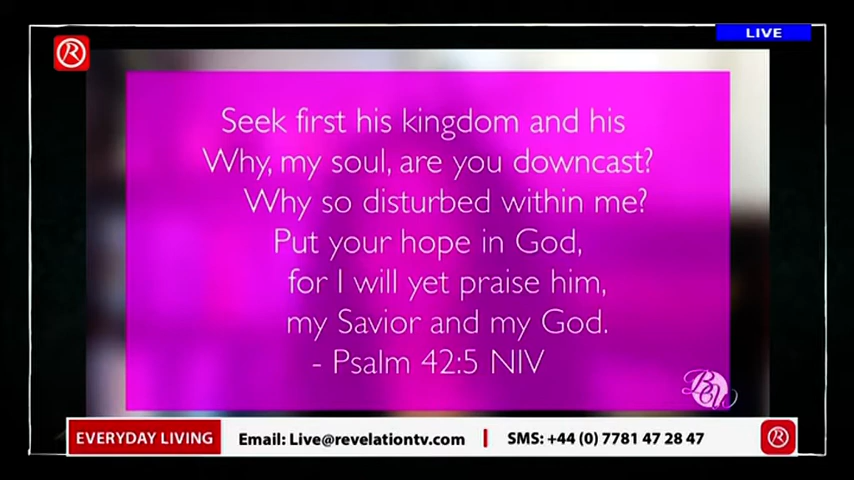 LIVE
R
Seek first his kingdom and his
Why, my soul, are you downcast?
Why so disturbed within me?
Put your hope in God,
for I will yet praise him,
my Savior and my God.
- Psalm 42:5 NIV
EVERYDAY LIVING
Email: Live@revelationtv.com | SMS: +44 (0) 7781 47 28 47
R